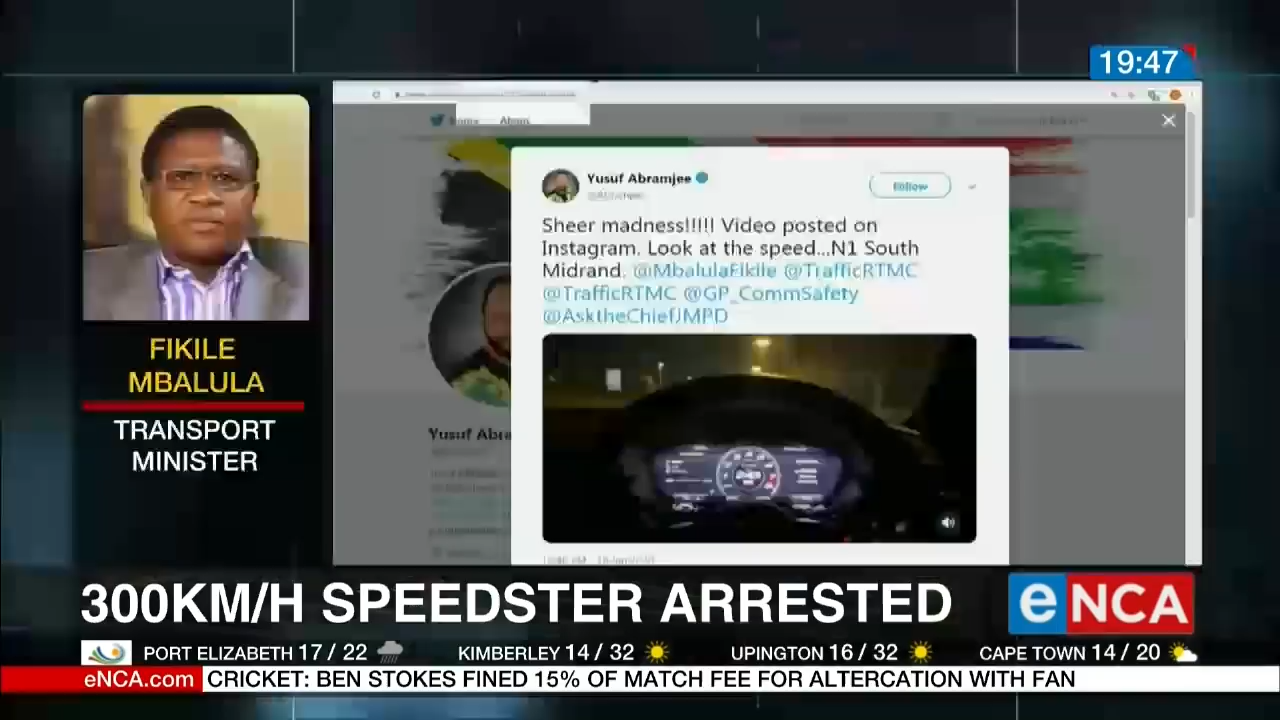 19:47
Home About
Yusuf Abramjee
Follow
Sheer madness!!!!! Video posted on
Instagram. Look at the speed...N1 South
Midrand. @MbalulaFikile @TrafficRTMC
@TrafficRTMC @GP_CommSafety
@AsktheChiefJMPD
Yusuf Abra
FIKILE
MBALULA
TRANSPORT
MINISTER
300KM/H SPEEDSTER ARRESTED
eNCA
PORT ELIZABETH 17 / 22 KIMBERLEY 14 / 32 UPINGTON 16 / 32 CAPE TOWN 14 / 20
eNCA.com CRICKET: BEN STOKES FINED 15% OF MATCH FEE FOR ALTERCATION WITH FAN